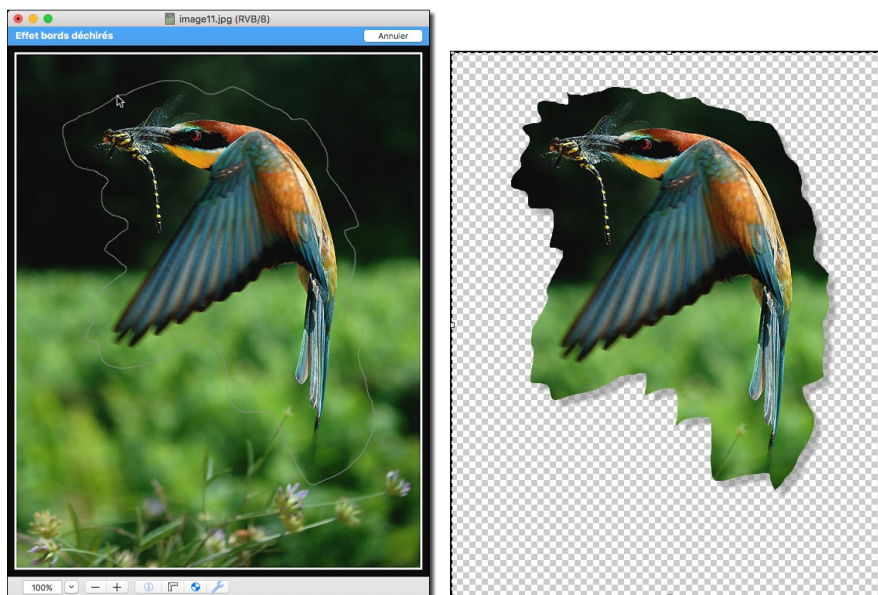 image11.jpg (RVB/8)
Effet bords déchirés
Annuler
100%